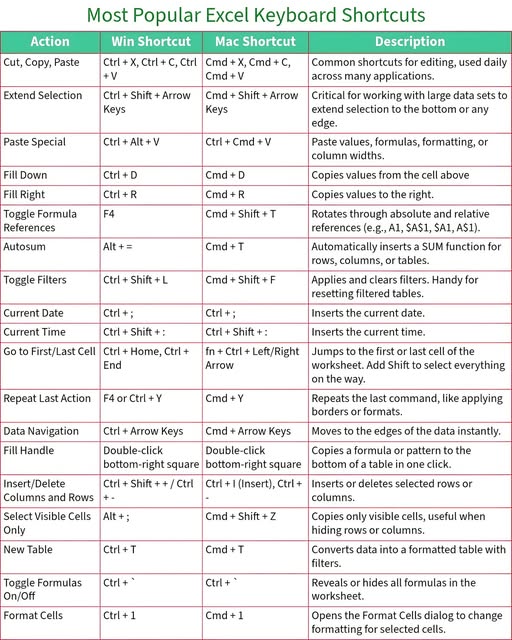 Most Popular Excel Keyboard Shortcuts
Action Win Shortcut Mac Shortcut Description
Cut, Copy, Paste Ctrl + X, Ctrl + C, Ctrl Cmd + X, Cmd + C, Common shortcuts for editing, used daily
+ V Cmd + V across many applications.
Extend Selection Ctrl + Shift + Arrow Cmd + Shift + Arrow Critical for working with large data sets to
Keys Keys extend selection to the bottom or any
edge.
Paste Special Ctrl + Alt + V Ctrl + Cmd + V Paste values, formulas, formatting, or
column widths.
Fill Down Ctrl + D Cmd + D Copies values from the cell above
Fill Right Ctrl + R Cmd + R Copies values to the right.
Toggle Formula F4 Cmd + Shift + T Rotates through absolute and relative
References references (e.g., A1, $A$1, $A1, A$1).
Autosum Alt + = Cmd + T Automatically inserts a SUM function for
rows, columns, or tables.
Toggle Filters Ctrl + Shift + L Cmd + Shift + F Applies and clears filters. Handy for
resetting filtered tables.
Current Date Ctrl + ; Ctrl + ; Inserts the current date.
Current Time Ctrl + Shift + : Ctrl + Shift + : Inserts the current time.
Go to First/Last Cell Ctrl + Home, Ctrl + fn + Ctrl + Left/Right Jumps to the first or last cell of the
End Arrow worksheet. Add Shift to select everything
on the way.
Repeat Last Action F4 or Ctrl + Y Cmd + Y Repeats the last command, like applying
borders or formats.
Data Navigation Ctrl + Arrow Keys Cmd + Arrow Keys Moves to the edges of the data instantly.
Fill Handle Double-click Double-click Copies a formula or pattern to the
bottom-right square bottom-right square bottom of a table in one click.
Insert/Delete Ctrl + Shift + + / Ctrl Ctrl + I (Insert), Ctrl + Inserts or deletes selected rows or
Columns and Rows + - - columns.
Select Visible Cells Alt + ; Cmd + Shift + Z Copies only visible cells, useful when
Only hiding rows or columns.
New Table Ctrl + T Cmd + T Converts data into a formatted table with
filters.
Toggle Formulas Ctrl + ` Ctrl + ` Reveals or hides all formulas in the
On/Off worksheet.
Format Cells Ctrl + 1 Cmd + 1 Opens the Format Cells dialog to change
formatting for selected cells.